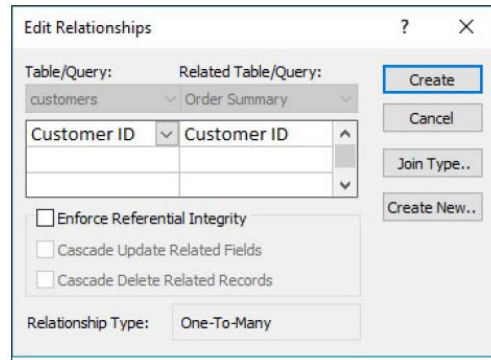 Edit Relationships ? X
Table/Query: Related Table/Query:
customers Order Summary
Customer ID Customer ID
Enforce Referential Integrity
Cascade Update Related Fields
Cascade Delete Related Records
Relationship Type: One-To-Many
Create
Cancel
Join Type..
Create New..